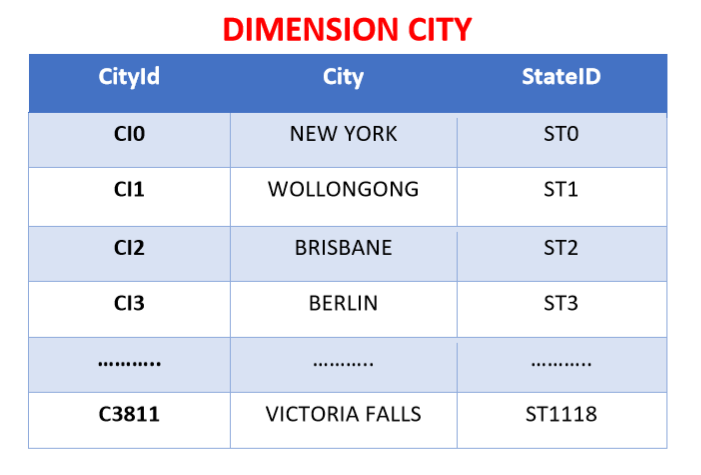 DIMENSION CITY
CityId City StateID
CI0 NEW YORK ST0
CI1 WOLLONGONG ST1
CI2 BRISBANE ST2
CI3 BERLIN ST3
……….. ……….. ………..
C3811 VICTORIA FALLS ST1118